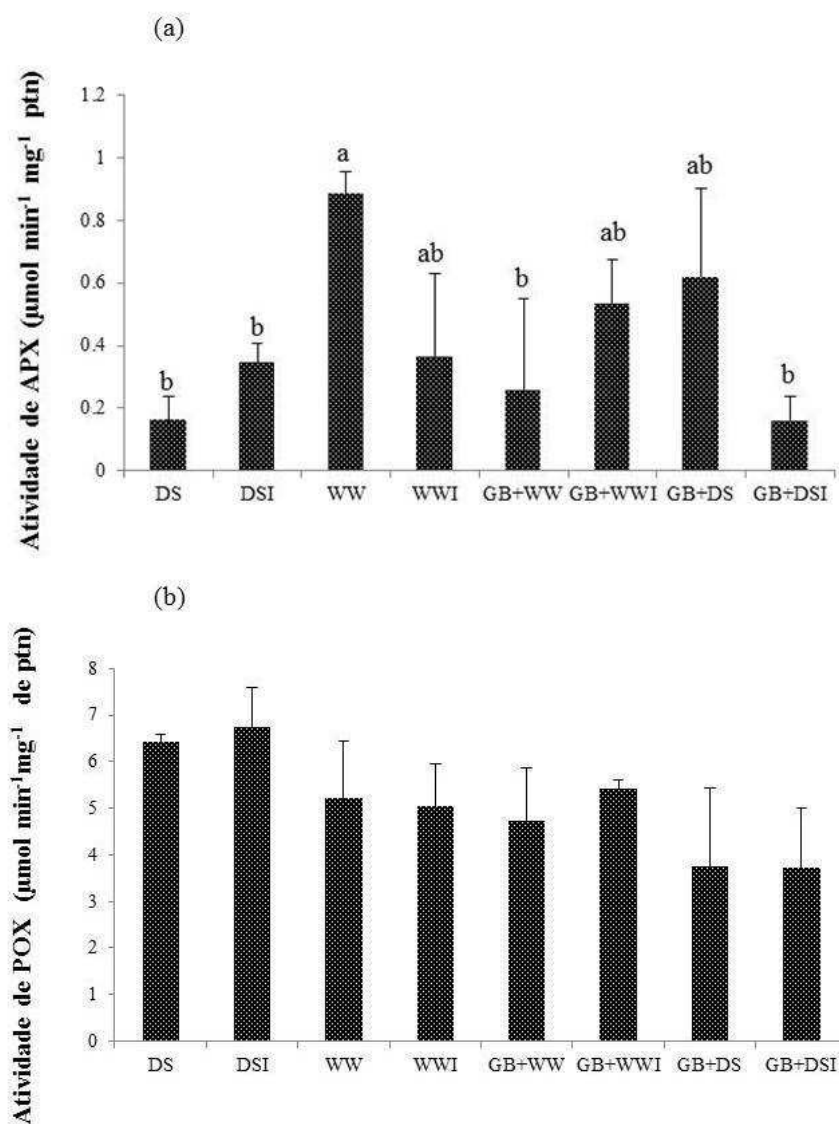 (a)
Atividade de APX (μmol min⁻¹ mg⁻¹ ptn)
1.2
1
0.8
0.6
0.4
0.2
0
b
b
a
ab
b
ab
ab
b
DS DSI WW WWI GB+WW GB+WWI GB+DS GB+DSI
(b)
Atividade de POX (μmol min⁻¹mg⁻¹ de ptn)
8
7
6
5
4
3
2
1
0
DS DSI WW WWI GB+WW GB+WWI GB+DS GB+DSI